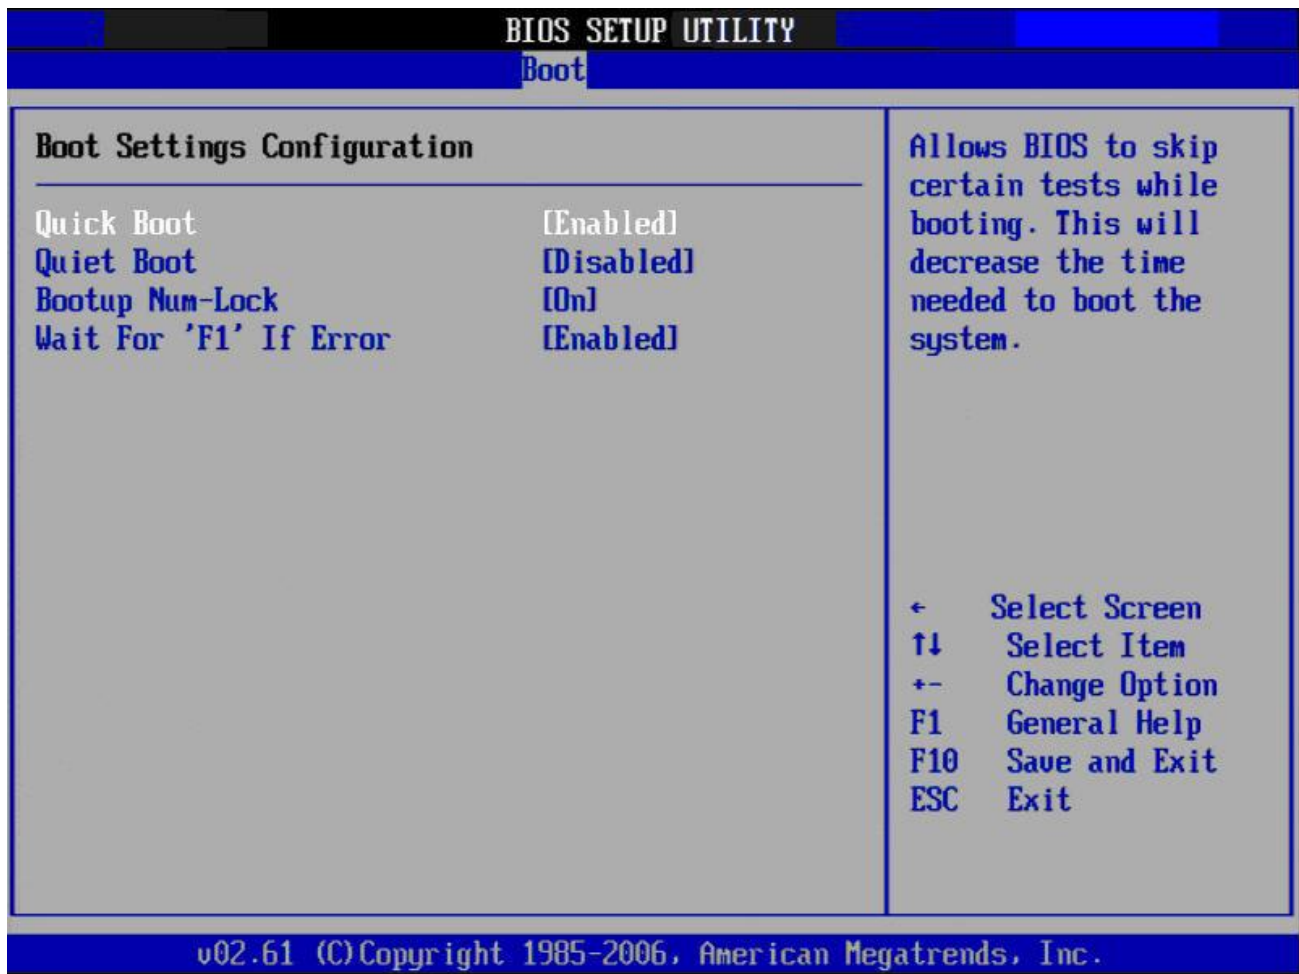 BIOS SETUP UTILITY
Boot
Boot Settings Configuration
Quick Boot [Enabled]
Quiet Boot [Disabled]
Bootup Num-Lock [On]
Wait For 'F1' If Error [Enabled]
Allows BIOS to skip
certain tests while
booting. This will
decrease the time
needed to boot the
system.
← Select Screen
↑↓ Select Item
+- Change Option
F1 General Help
F10 Save and Exit
ESC Exit
v02.61 (C)Copyright 1985-2006, American Megatrends, Inc.